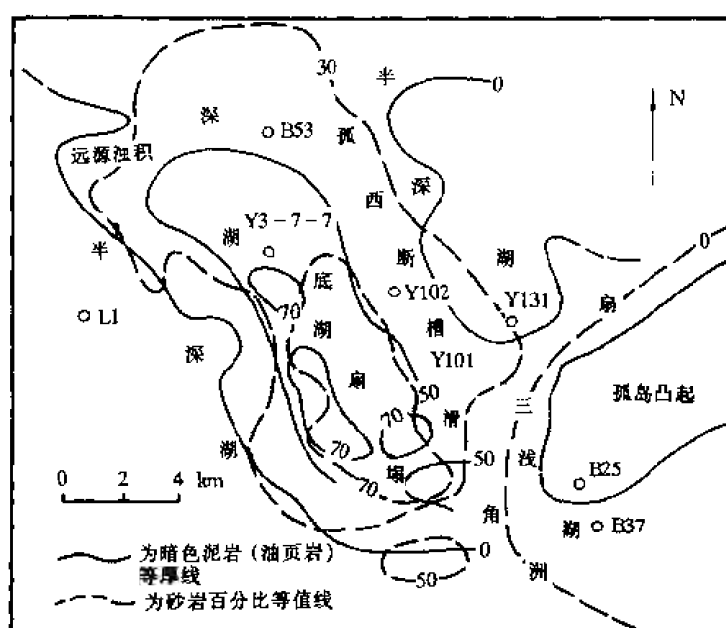 30
半
0
N
深
B53
孤
远源浊积
西
深
Y3-7-7
湖
断
湖
0
半
底
扇
70
Y102
Y131
L1
湖
槽
深
Y101
扇
50
三
孤岛凸起
70
滑
0 2 4 km
70
70
塌
50
浅
B25
湖
角
湖
B37
为暗色泥岩(油页岩)
等厚线
0
50
洲
为砂岩百分比等值线